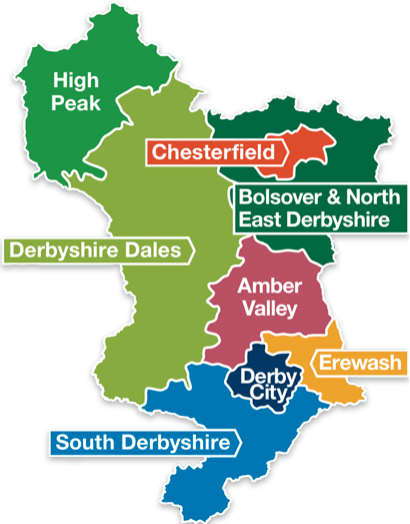 High
Peak
Chesterfield
Bolsover & North
East Derbyshire
Derbyshire Dales
Amber
Valley
Erewash
Derby
City
South Derbyshire